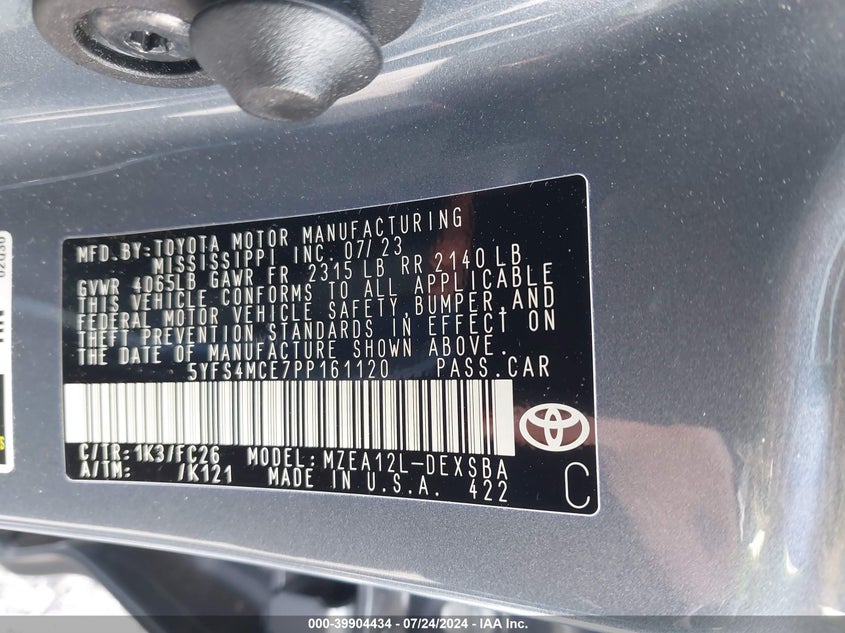 MFD.BY:TOYOTA MOTOR MANUFACTURING
MISSISSIPPI INC. 07/23
GVWR 4065LB GAWR FR 2315 LB RR 2140 LB
THIS VEHICLE CONFORMS TO ALL APPLICABLE
FEDERAL MOTOR VEHICLE SAFETY,BUMPER,AND
THEFT PREVENTION STANDARDS IN EFFECT ON
THE DATE OF MANUFACTURE SHOWN ABOVE.
5YFS4MCE7PP161120 PASS.CAR
C/TR:1K3/FC26 MODEL:MZEA12L-DEXSBA
A/TM: /K121 MADE IN U.S.A. 422
C
000-39904434 - 07/24/2024 - IAA Inc.